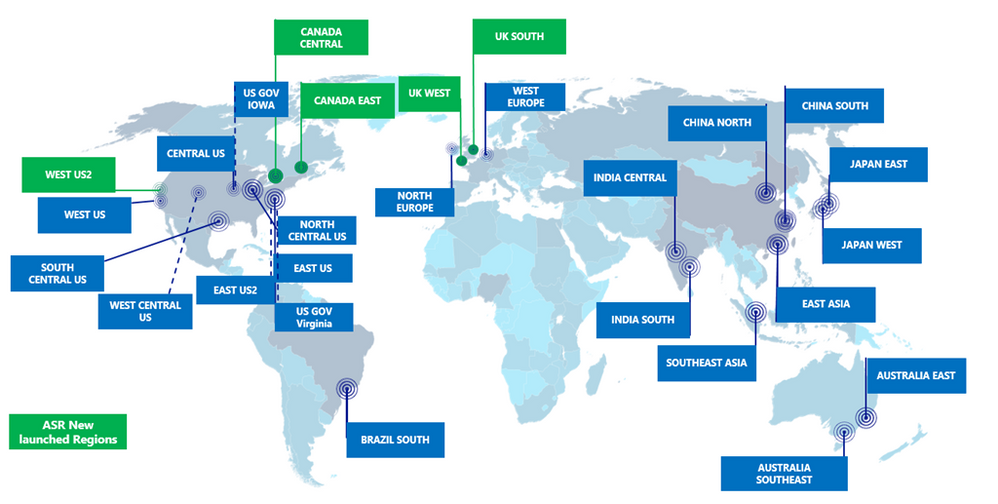 CANADA
CENTRAL
UK SOUTH
US GOV
IOWA
CANADA EAST
UK WEST
WEST
EUROPE
CHINA SOUTH
CHINA NORTH
CENTRAL US
JAPAN EAST
WEST US2
INDIA CENTRAL
WEST US
NORTH
EUROPE
NORTH
CENTRAL US
JAPAN WEST
SOUTH
CENTRAL US
EAST US
EAST US2
WEST CENTRAL
US
US GOV
Virginia
EAST ASIA
INDIA SOUTH
SOUTHEAST ASIA
AUSTRALIA EAST
ASR New
launched Regions
BRAZIL SOUTH
AUSTRALIA
SOUTHEAST